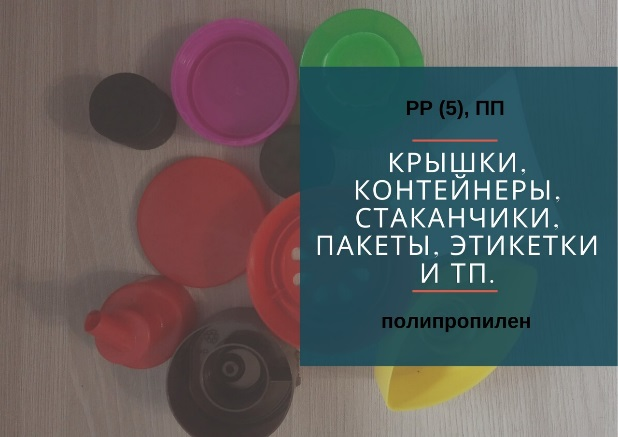 PP (5), ПП
КРЫШКИ,
КОНТЕЙНЕРЫ,
СТАКАНЧИКИ,
ПАКЕТЫ, ЭТИКЕТКИ
И ТП.
полипропилен